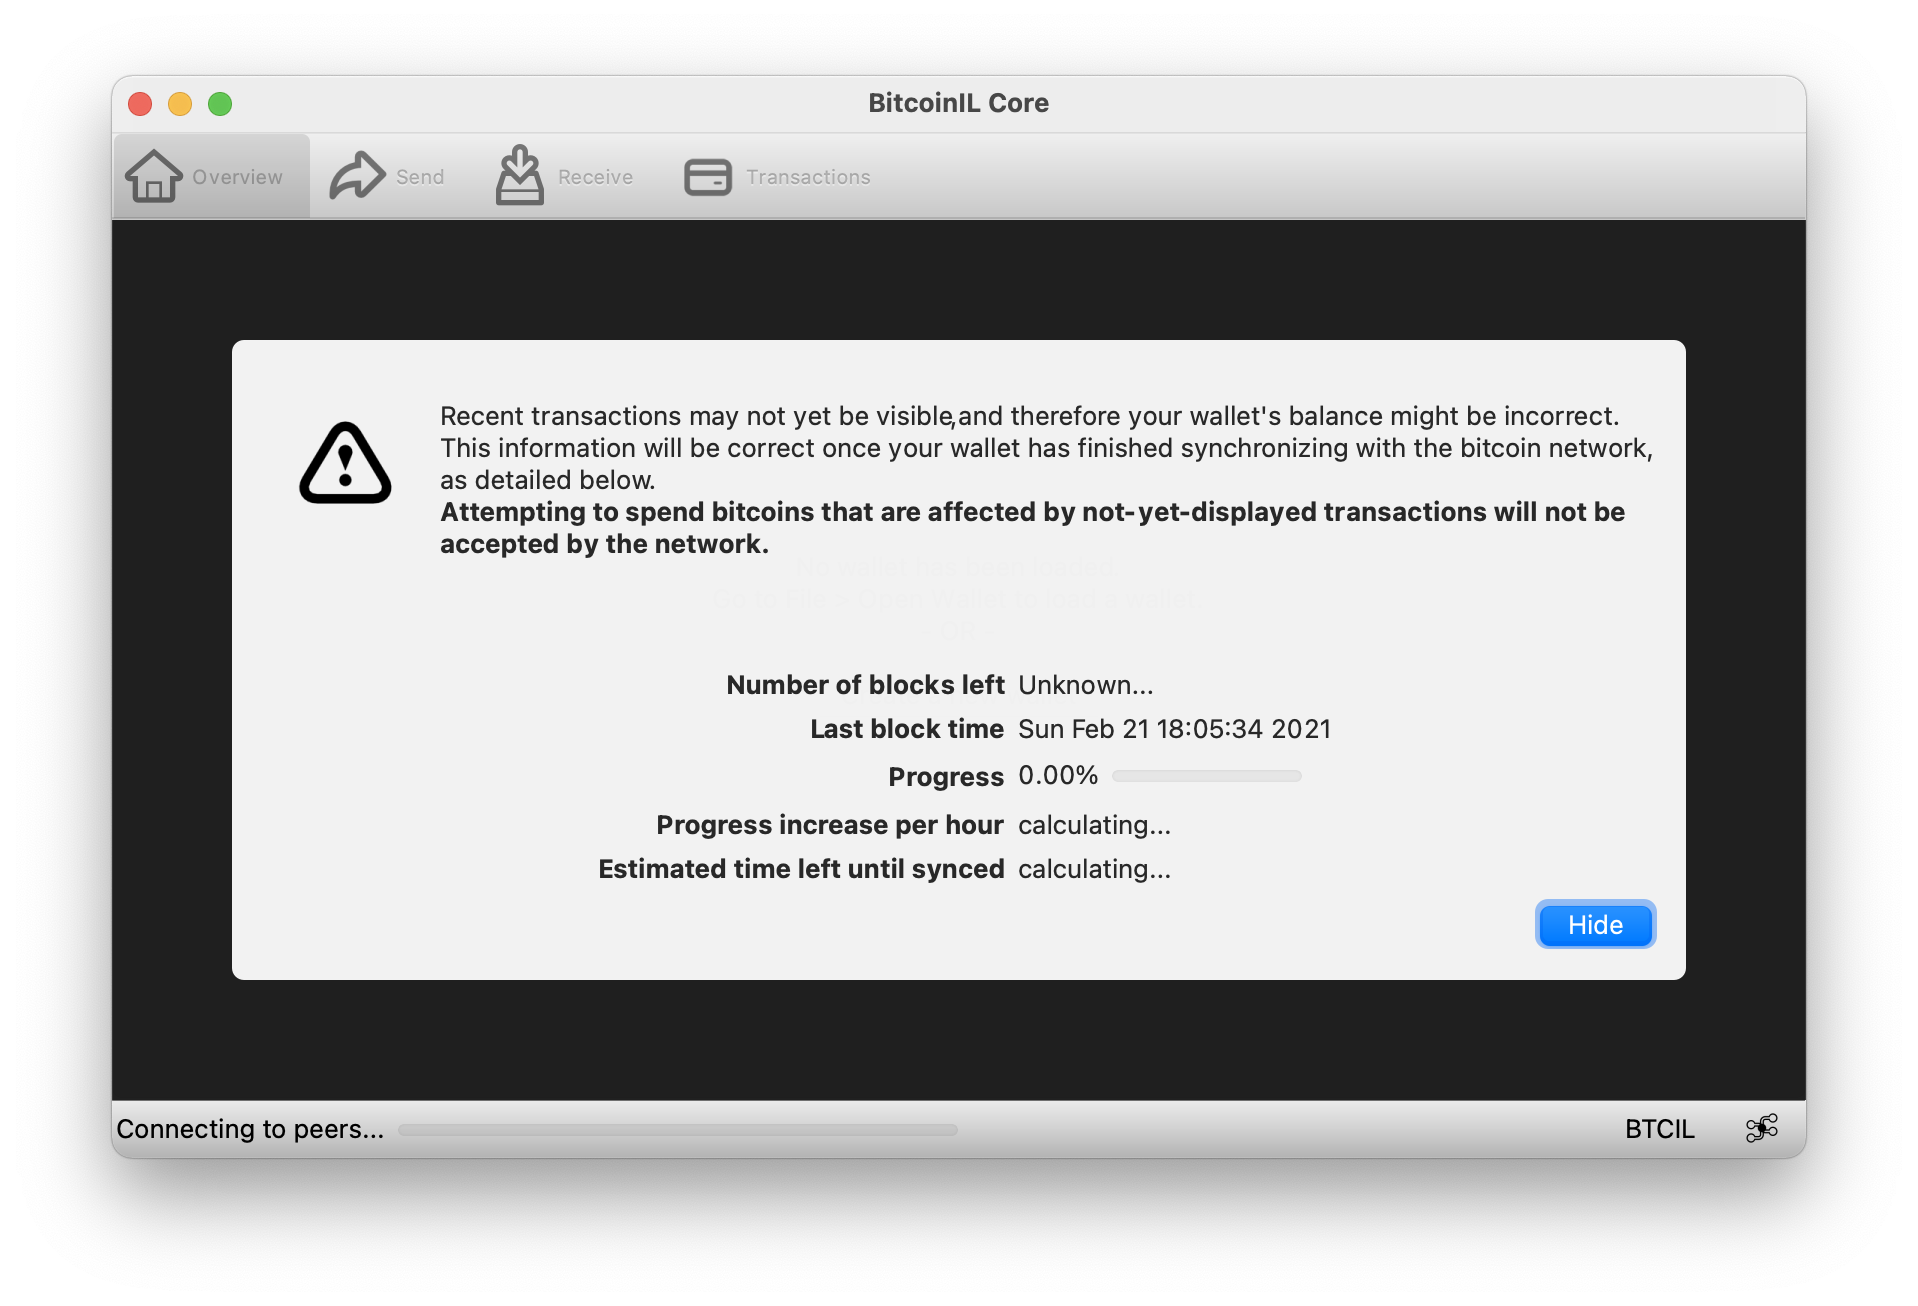 BitcoinIL Core
Overview
Send
Receive
Transactions
Recent transactions may not yet be visible,and therefore your wallet's balance might be incorrect.
This information will be correct once your wallet has finished synchronizing with the bitcoin network,
as detailed below.
Attempting to spend bitcoins that are affected by not-yet-displayed transactions will not be
accepted by the network.
No wallet has been loaded.
Go to File > Open Wallet to load a wallet.
- OR -
Number of blocks left Unknown...
Last block time Sun Feb 21 18:05:34 2021
Progress 0.00%
Progress increase per hour calculating...
Estimated time left until synced calculating...
Hide
Connecting to peers...
BTCIL